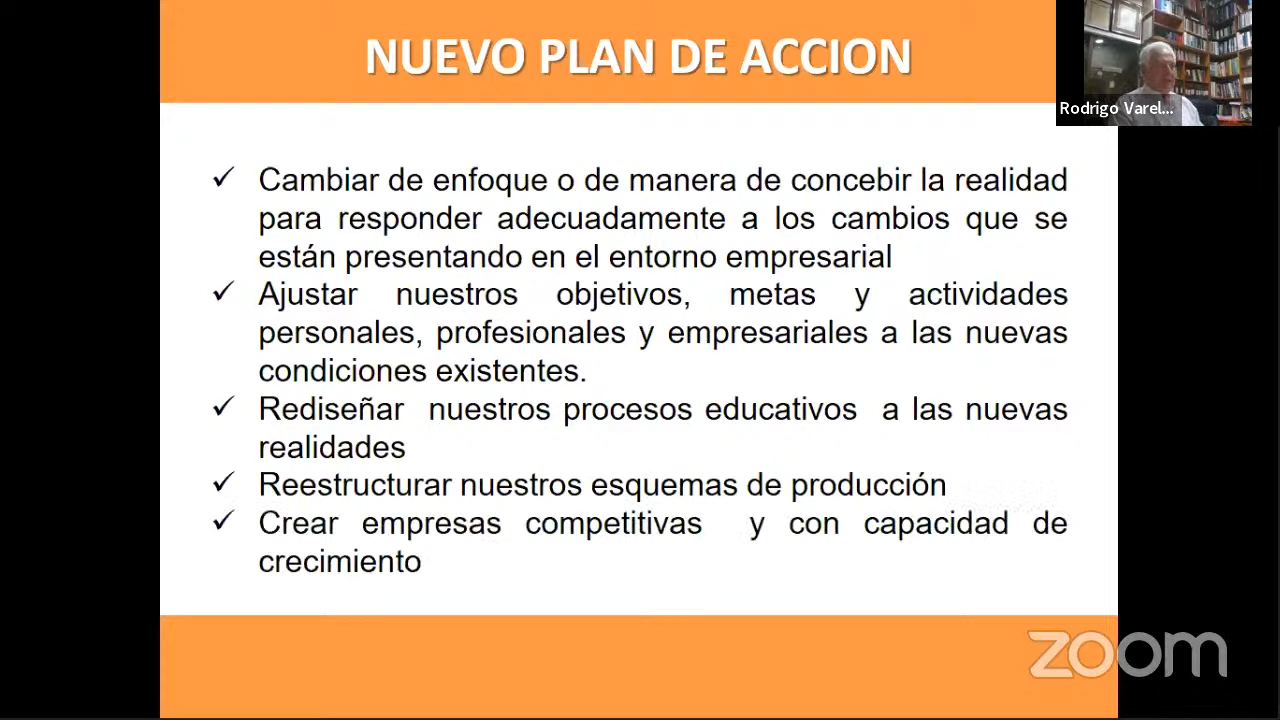 NUEVO PLAN DE ACCION
Rodrigo Varel...
✓ Cambiar de enfoque o de manera de concebir la realidad
para responder adecuadamente a los cambios que se
están presentando en el entorno empresarial
✓ Ajustar nuestros objetivos, metas y actividades
personales, profesionales y empresariales a las nuevas
condiciones existentes.
✓ Rediseñar nuestros procesos educativos a las nuevas
realidades
✓ Reestructurar nuestros esquemas de producción
✓ Crear empresas competitivas y con capacidad de
crecimiento
zoom